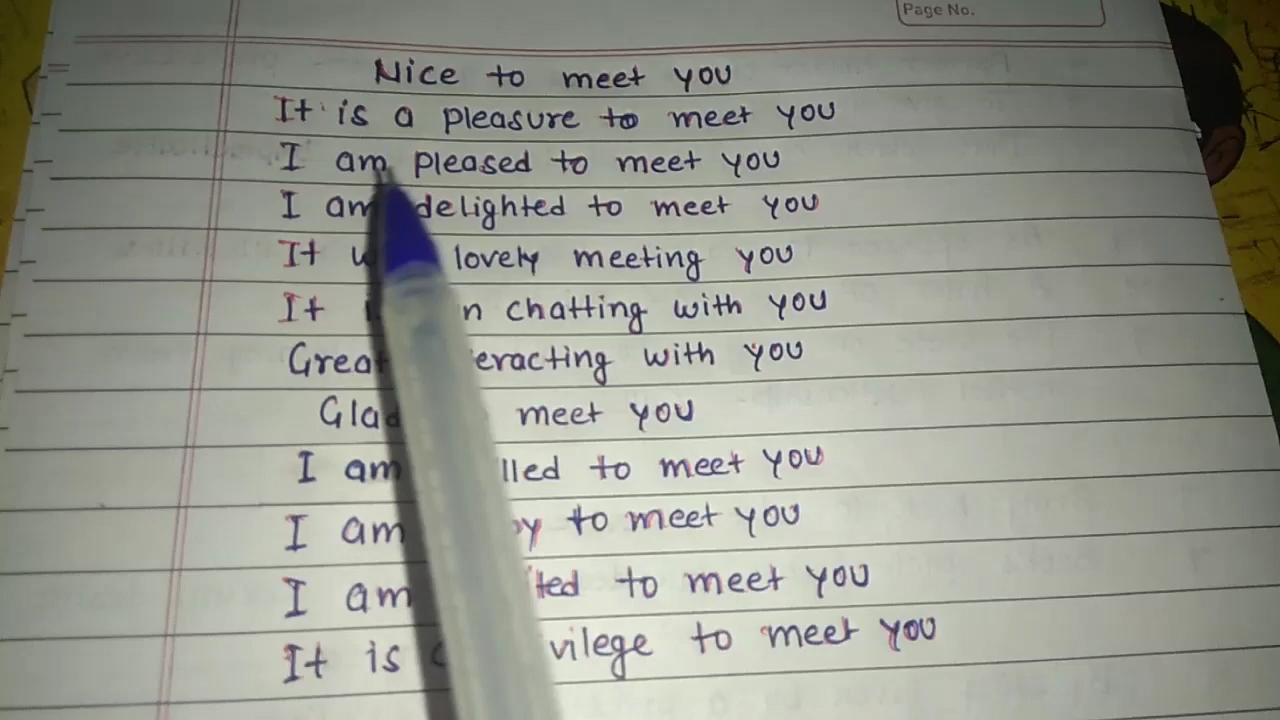 Page No.
Nice to meet you
It is a pleasure to meet you
I am pleased to meet you
I am delighted to meet you
It lovely meeting you
It chatting with you
Great with you
Glad meet you
I am to meet you
I am to meet you
I am to meet you
It is to meet you